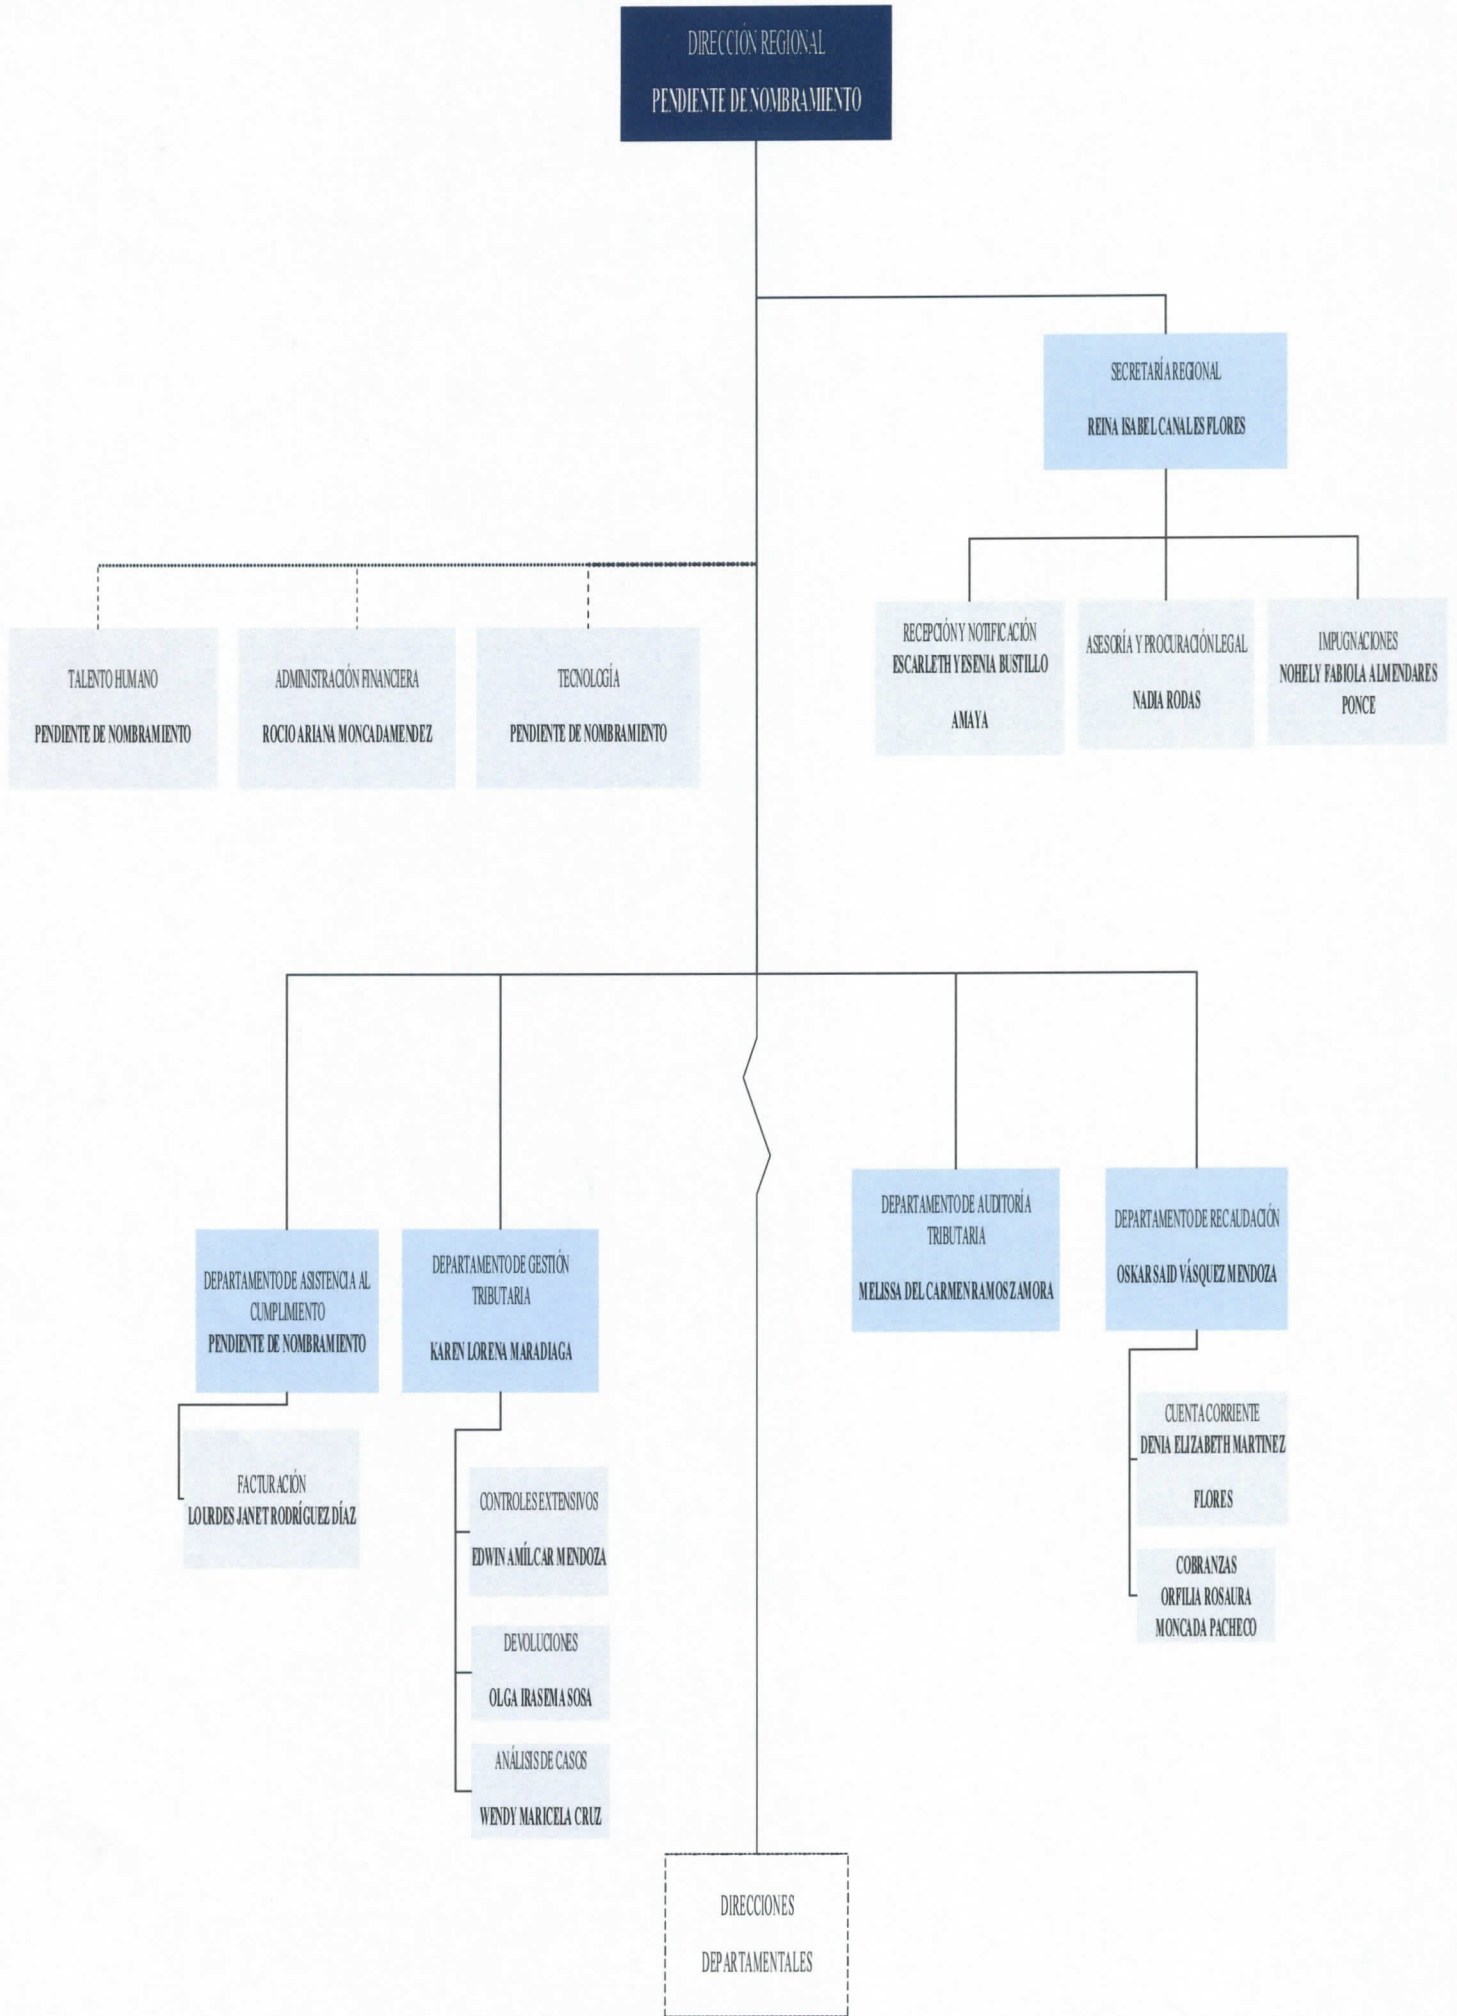 DIRECCIÓN REGIONAL
PENDIENTE DE NOMBRAMIENTO
SECRETARÍA REGIONAL
REINA ISABEL CANALES FLORES
RECEPCIÓN Y NOTIFICACIÓN
ESCARLETH YESENIA BUSTILLO
AMAYA
ASESORÍA Y PROCURACIÓN LEGAL
NADIA RODAS
IMPUGNACIONES
NOHELY FABIOLA ALMENDARES
PONCE
TALENTO HUMANO
PENDIENTE DE NOMBRAMIENTO
ADMINISTRACIÓN FINANCIERA
ROCIO ARIANA MONCADA MENDEZ
TECNOLOGÍA
PENDIENTE DE NOMBRAMIENTO
DEPARTAMENTO DE ASISTENCIA AL
CUMPLIMIENTO
PENDIENTE DE NOMBRAMIENTO
FACTURACIÓN
LOURDES JANET RODRÍGUEZ DÍAZ
DEPARTAMENTO DE GESTIÓN
TRIBUTARIA
KAREN LORENA MARADIAGA
CONTROLES EXTENSIVOS
EDWIN AMÍLCAR MENDOZA
DEVOLUCIONES
OLGA IRASEMA SOSA
ANÁLISIS DE CASOS
WENDY MARICELA CRUZ
DEPARTAMENTO DE AUDITORÍA
TRIBUTARIA
MELISSA DEL CARMEN RAMOS ZAMORA
DEPARTAMENTO DE RECAUDACIÓN
OSKAR SAID VÁSQUEZ MENDOZA
CUENTA CORRIENTE
DENIA ELIZABETH MARTINEZ
FLORES
COBRANZAS
ORFILIA ROSAURA
MONCADA PACHECO
DIRECCIONES
DEPARTAMENTALES